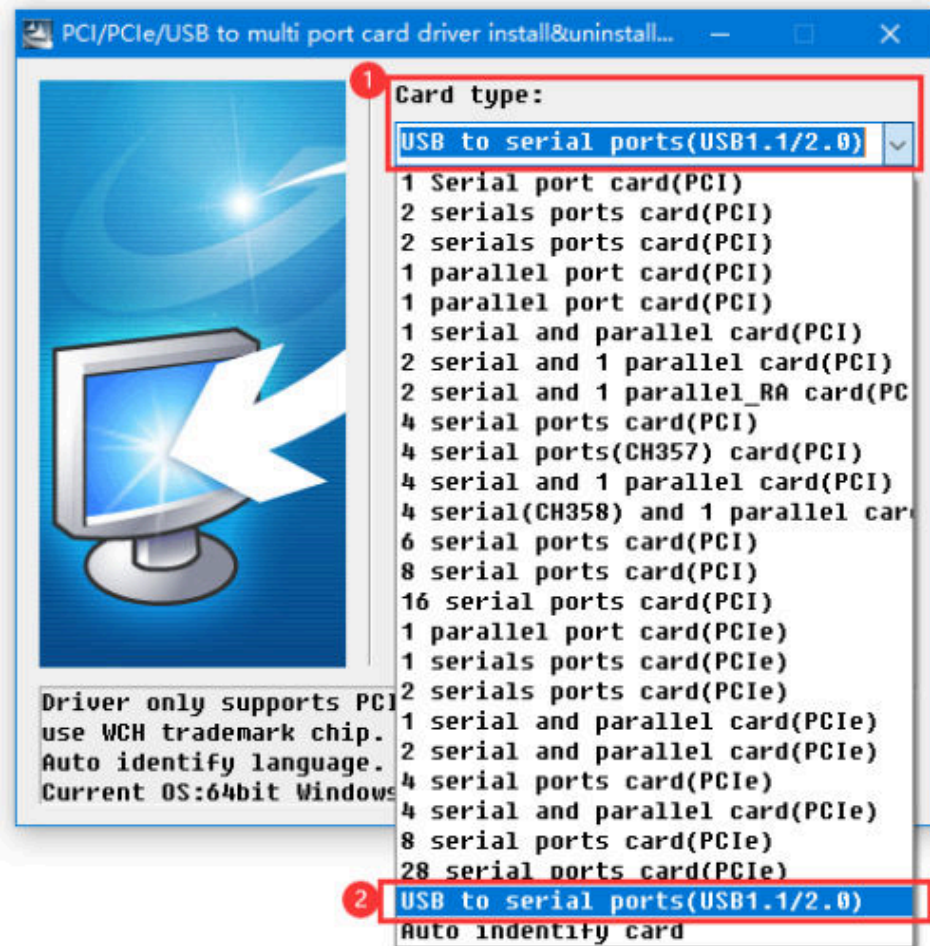 PCI/PCIe/USB to multi port card driver install&uninstall...
1
Card type:
USB to serial ports(USB1.1/2.0)
1 Serial port card(PCI)
2 serials ports card(PCI)
2 serials ports card(PCI)
1 parallel port card(PCI)
1 parallel port card(PCI)
1 serial and parallel card(PCI)
2 serial and 1 parallel card(PCI)
2 serial and 1 parallel_RA card(PC
4 serial ports card(PCI)
4 serial ports(CH357) card(PCI)
4 serial and 1 parallel card(PCI)
4 serial(CH358) and 1 parallel car
6 serial ports card(PCI)
8 serial ports card(PCI)
16 serial ports card(PCI)
1 parallel port card(PCIe)
1 serials ports card(PCIe)
2 serials ports card(PCIe)
1 serial and parallel card(PCIe)
2 serial and parallel card(PCIe)
4 serial ports card(PCIe)
4 serial and parallel card(PCIe)
8 serial ports card(PCIe)
28 serial ports card(PCIe)
2
USB to serial ports(USB1.1/2.0)
Auto indentify card
Driver only supports PCI
use WCH trademark chip.
Auto identify language.
Current OS:64bit Windows